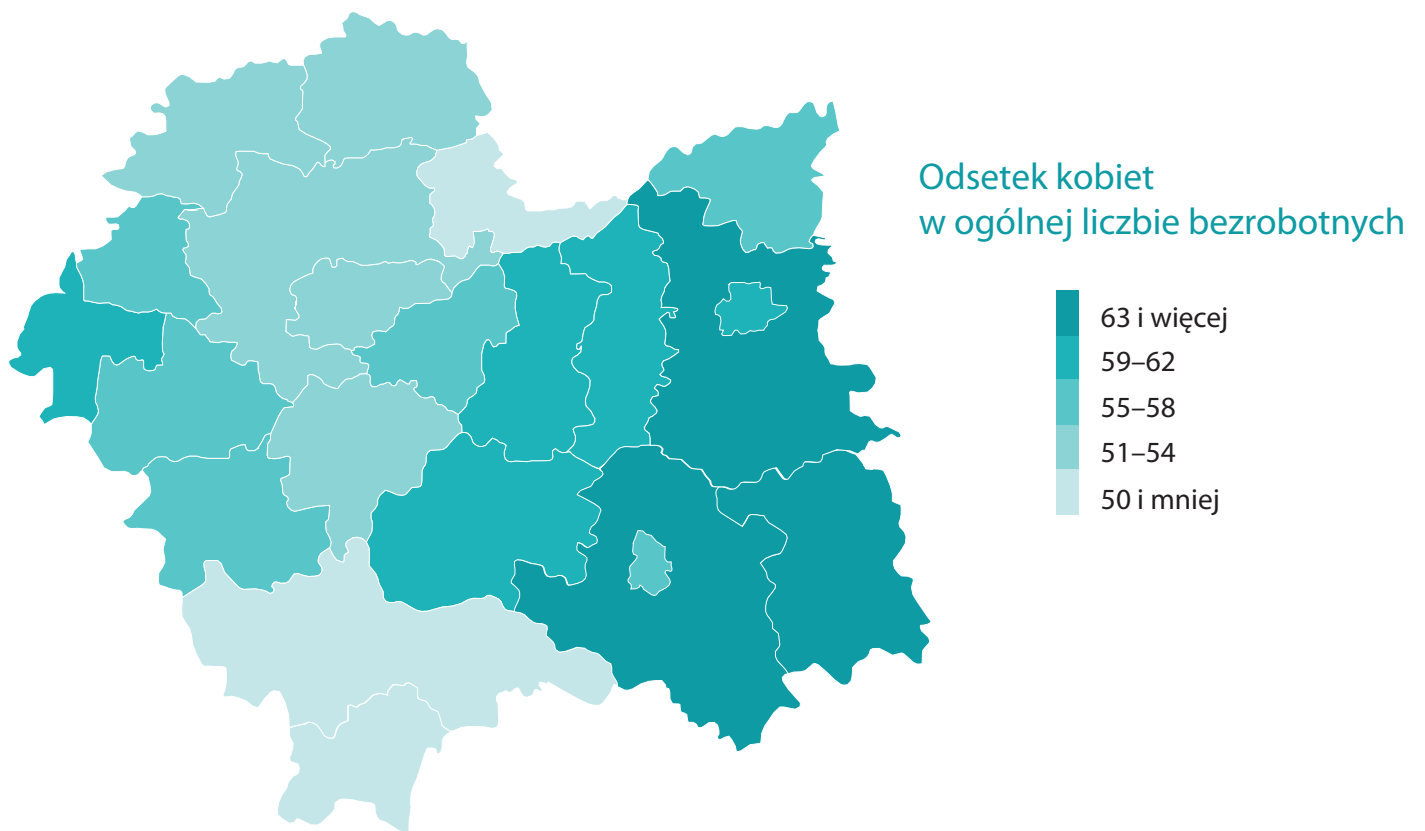 Odsetek kobiet
w ogólnej liczbie bezrobotnych
63 i więcej
59–62
55–58
51–54
50 i mniej